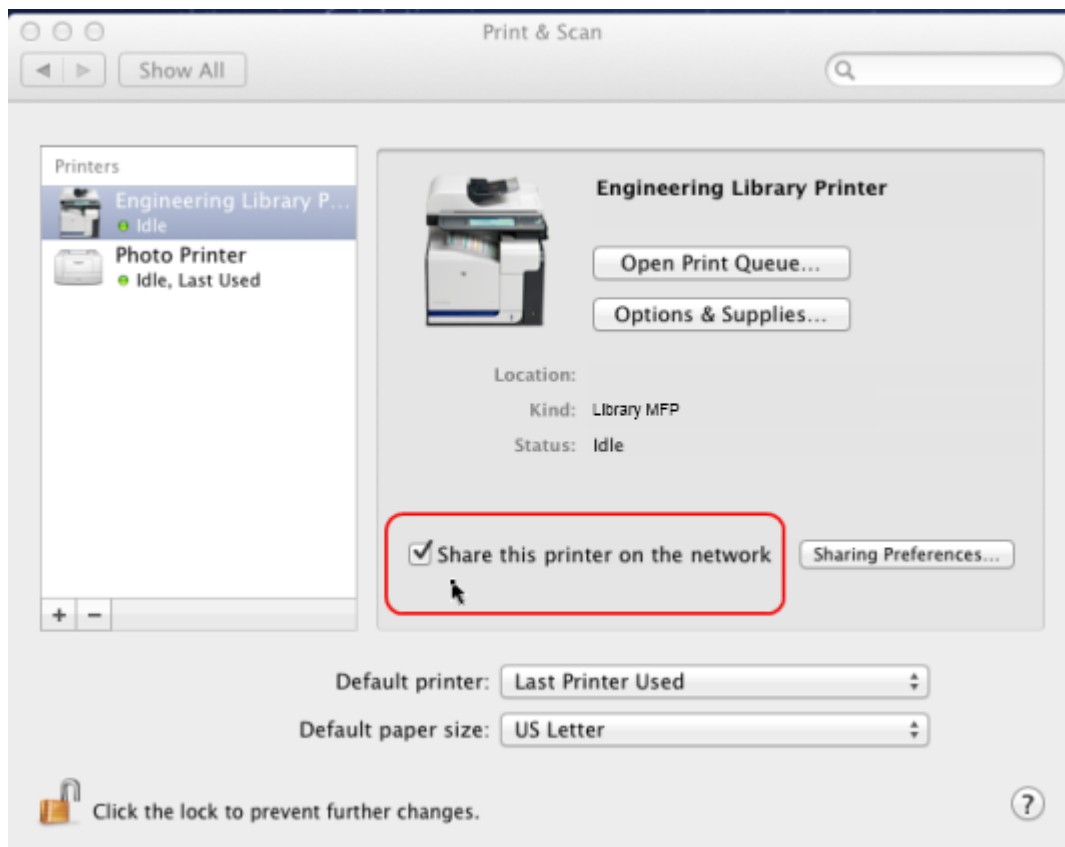 Print & Scan
Show All
Printers
Engineering Library P...
Idle
Photo Printer
Idle, Last Used
Engineering Library Printer
Open Print Queue...
Options & Supplies...
Location:
Kind: Library MFP
Status: Idle
Share this printer on the network
Sharing Preferences...
+ −
Default printer: Last Printer Used
Default paper size: US Letter
Click the lock to prevent further changes.
?